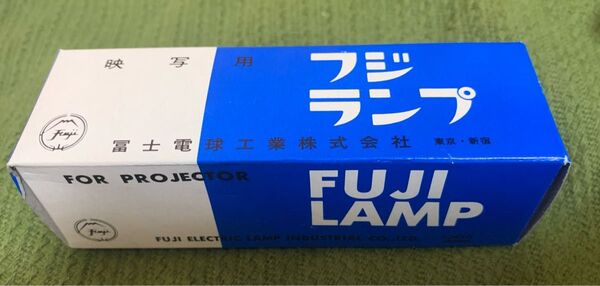 映写用
フジ
ランプ
Fuji
冨士電球工業株式会社 東京・新宿
FOR PROJECTOR
FUJI
LAMP
Fuji
FUJI ELECTRIC LAMP INDUSTRIAL CO., LTD.